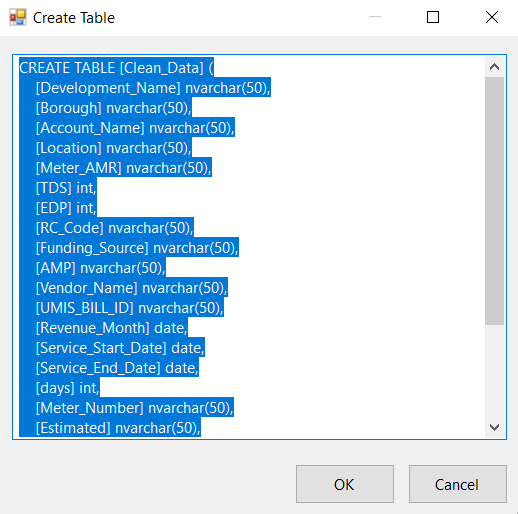 Create Table
CREATE TABLE [Clean_Data] (
[Development_Name] nvarchar(50),
[Borough] nvarchar(50),
[Account_Name] nvarchar(50),
[Location] nvarchar(50),
[Meter_AMR] nvarchar(50),
[TDS] int,
[EDP] int,
[RC_Code] nvarchar(50),
[Funding_Source] nvarchar(50),
[AMP] nvarchar(50),
[Vendor_Name] nvarchar(50),
[UMIS_BILL_ID] nvarchar(50),
[Revenue_Month] date,
[Service_Start_Date] date,
[Service_End_Date] date,
[days] int,
[Meter_Number] nvarchar(50),
[Estimated] nvarchar(50),
OK
Cancel